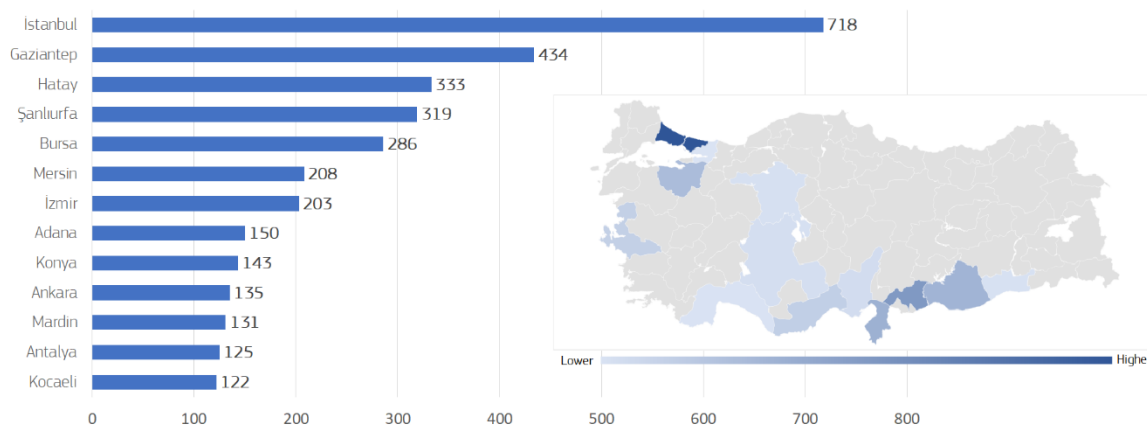 İstanbul 718
Gaziantep 434
Hatay 333
Şanlıurfa 319
Bursa 286
Mersin 208
İzmir 203
Adana 150
Konya 143
Ankara 135
Mardin 131
Antalya 125
Kocaeli 122
Lower Highe
0 100 200 300 400 500 600 700 800